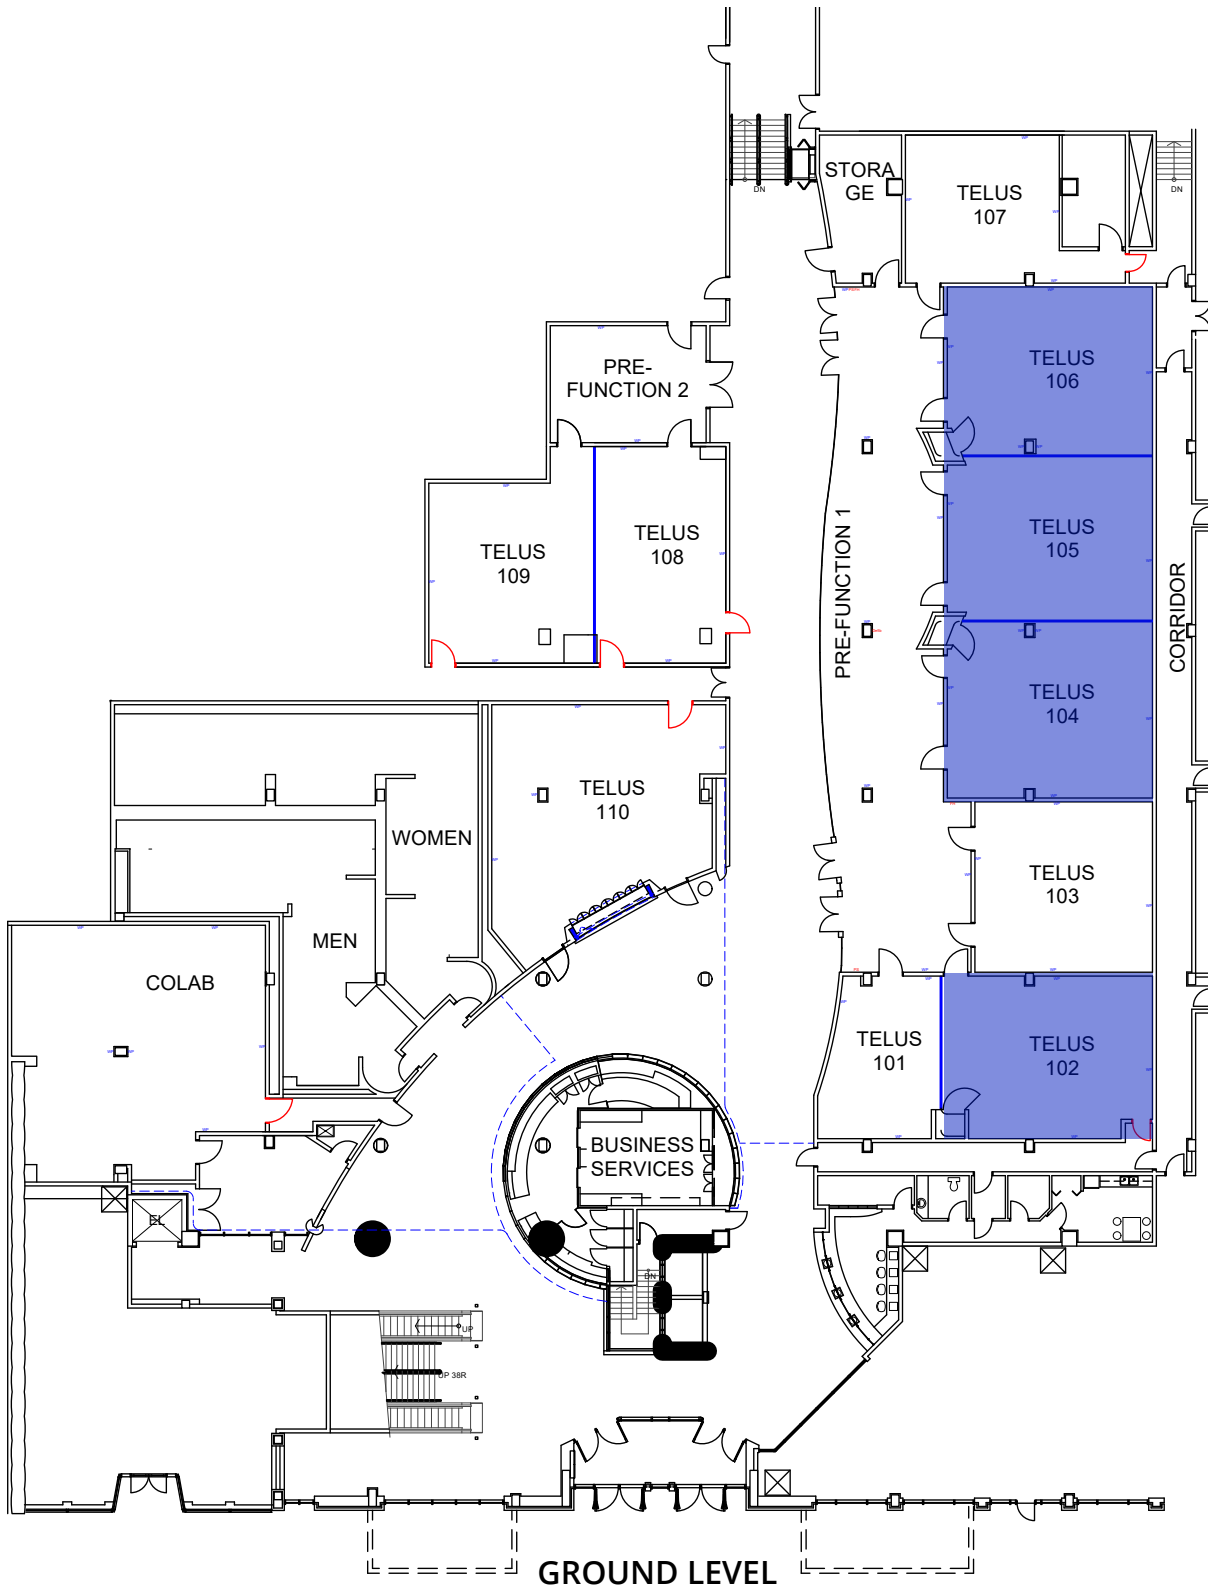 DN
STORA
GE
TELUS
107
DN
TELUS
106
PRE-
FUNCTION 2
TELUS
109
TELUS
108
PRE-FUNCTION 1
TELUS
105
CORRIDOR
TELUS
104
TELUS
110
WOMEN
MEN
COLAB
TELUS
103
TELUS
101
TELUS
102
BUSINESS
SERVICES
EL
DN
UP
UP 38R
GROUND LEVEL